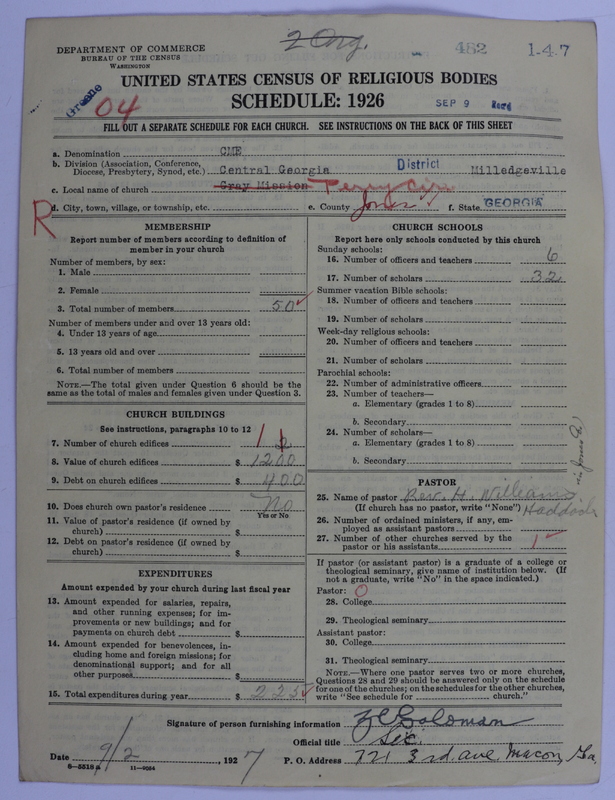 2 Org.
482
1-4-7
DEPARTMENT OF COMMERCE
BUREAU OF THE CENSUS
WASHINGTON
UNITED STATES CENSUS OF RELIGIOUS BODIES
Greene
04
SCHEDULE: 1926
SEP 9
FILL OUT A SEPARATE SCHEDULE FOR EACH CHURCH. SEE INSTRUCTIONS ON THE BACK OF THIS SHEET
a. Denomination CME
b. Division (Association, Conference, Diocese, Presbytery, Synod, etc.) Central Georgia District Milledgeville
c. Local name of church Gray Mission
d. City, town, village, or township, etc. e. County Jones f. State GEORGIA
R
MEMBERSHIP
Report number of members according to definition of
member in your church
Number of members, by sex:
1. Male
2. Female
3. Total number of members 50
Number of members under and over 13 years old:
4. Under 13 years of age
5. 13 years old and over
6. Total number of members
NOTE.—The total given under Question 6 should be the
same as the total of males and females given under Question 3.
CHURCH BUILDINGS
See instructions, paragraphs 10 to 12
7. Number of church edifices 1
8. Value of church edifices $ 1200
9. Debt on church edifices $ 400
10. Does church own pastor's residence No
Yes or No
11. Value of pastor's residence (if owned by
church) $
12. Debt on pastor's residence (if owned by
church) $
EXPENDITURES
Amount expended by your church during last fiscal year
13. Amount expended for salaries, repairs,
and other running expenses; for im-
provements or new buildings; and for
payments on church debt $
14. Amount expended for benevolences, in-
cluding home and foreign missions; for
denominational support; and for all
other purposes $
15. Total expenditures during year $ 225
CHURCH SCHOOLS
Report here only schools conducted by this church
Sunday schools:
16. Number of officers and teachers 6
17. Number of scholars 32
Summer vacation Bible schools:
18. Number of officers and teachers
19. Number of scholars
Week-day religious schools:
20. Number of officers and teachers
21. Number of scholars
Parochial schools:
22. Number of administrative officers
23. Number of teachers—
a. Elementary (grades 1 to 8)
b. Secondary
24. Number of scholars—
a. Elementary (grades 1 to 8)
b. Secondary
PASTOR
25. Name of pastor Rev. H. Williams
(If church has no pastor, write "None") Haddock
26. Number of ordained ministers, if any, em-
ployed as assistant pastors
27. Number of other churches served by the
pastor or his assistants 1
If pastor (or assistant pastor) is a graduate of a college or
theological seminary, give name of institution below. (If
not a graduate, write "No" in the space indicated.)
Pastor: O
28. College
29. Theological seminary
Assistant pastor:
30. College
31. Theological seminary
NOTE.—Where one pastor serves two or more churches,
Questions 28 and 29 should be answered only on the schedule
for one of the churches; on the schedules for the other churches,
write "See schedule for church."
Signature of person furnishing information
Official title Sec.
Date 9/2, 1927 P. O. Address 721 3rd. ave. Macon, Ga.
8—5518a 11—9054